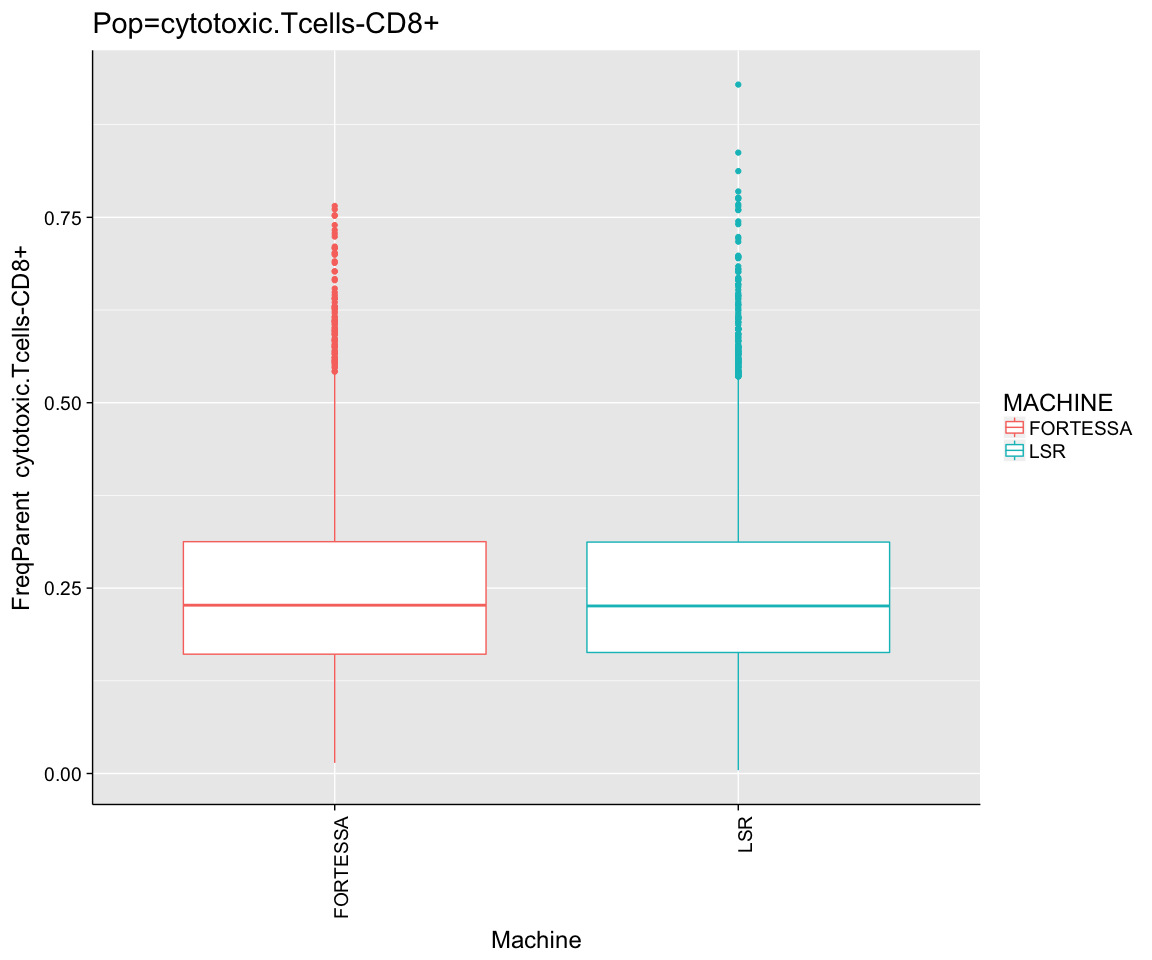 Pop=cytotoxic.Tcells-CD8+
FreqParent cytotoxic.Tcells-CD8+
0.75
0.50
0.25
0.00
FORTESSA
LSR
Machine
MACHINE
FORTESSA
LSR